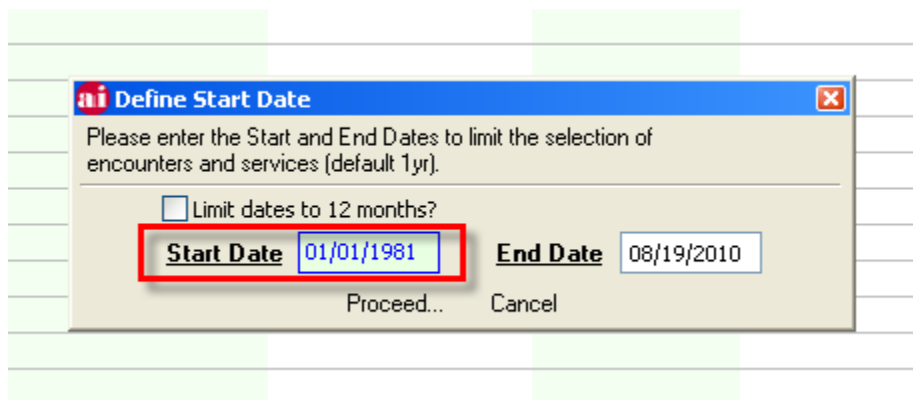 ai Define Start Date
Please enter the Start and End Dates to limit the selection of
encounters and services (default 1yr).
Limit dates to 12 months?
Start Date 01/01/1981 End Date 08/19/2010
Proceed... Cancel